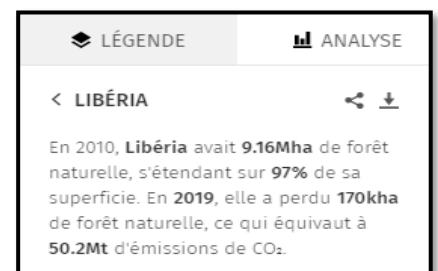 LÉGENDE
ANALYSE
< LIBÉRIA
En 2010, Libéria avait 9.16Mha de forêt
naturelle, s'étendant sur 97% de sa
superficie. En 2019, elle a perdu 170kha
de forêt naturelle, ce qui équivaut à
50.2Mt d'émissions de CO₂.